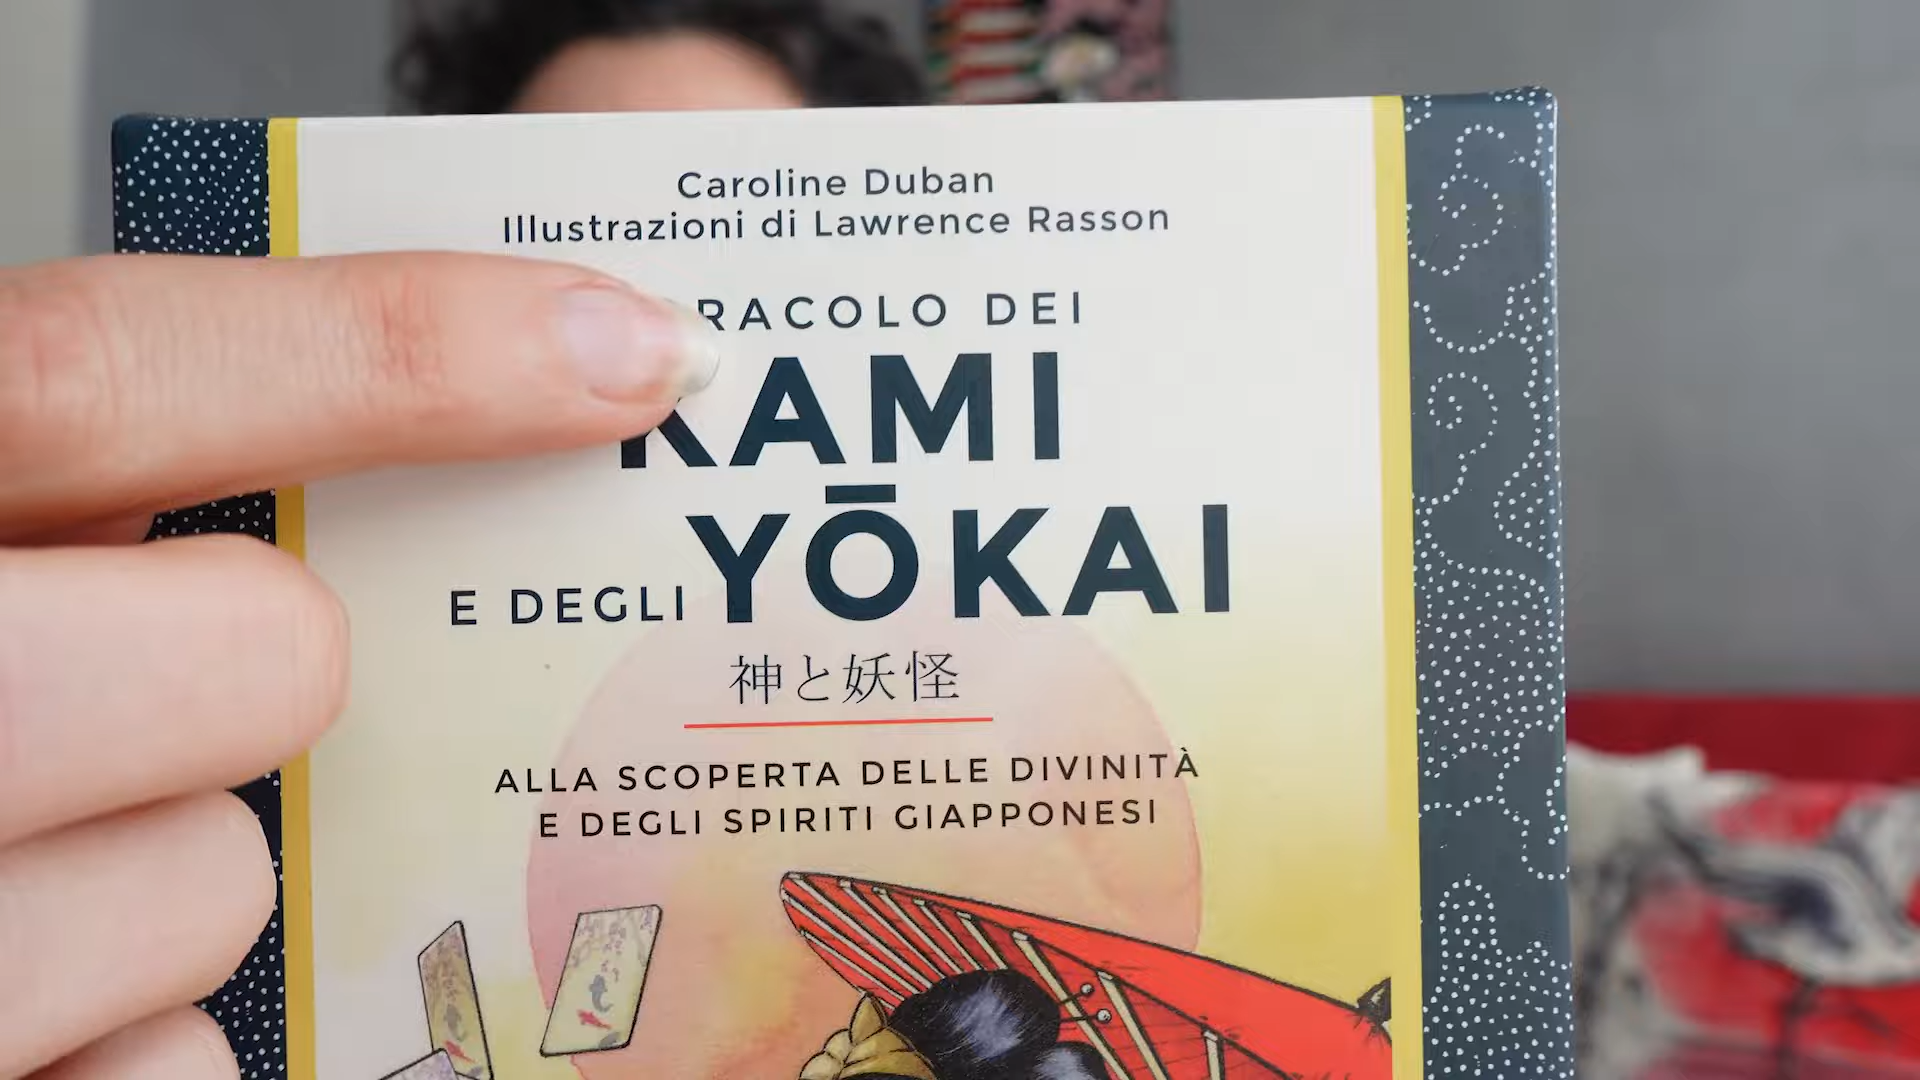 Caroline Duban
Illustrazioni di Lawrence Rasson
RACOLO DEI
KAMI
E DEGLI YŌKAI
神と妖怪
ALLA SCOPERTA DELLE DIVINITÀ
E DEGLI SPIRITI GIAPPONESI